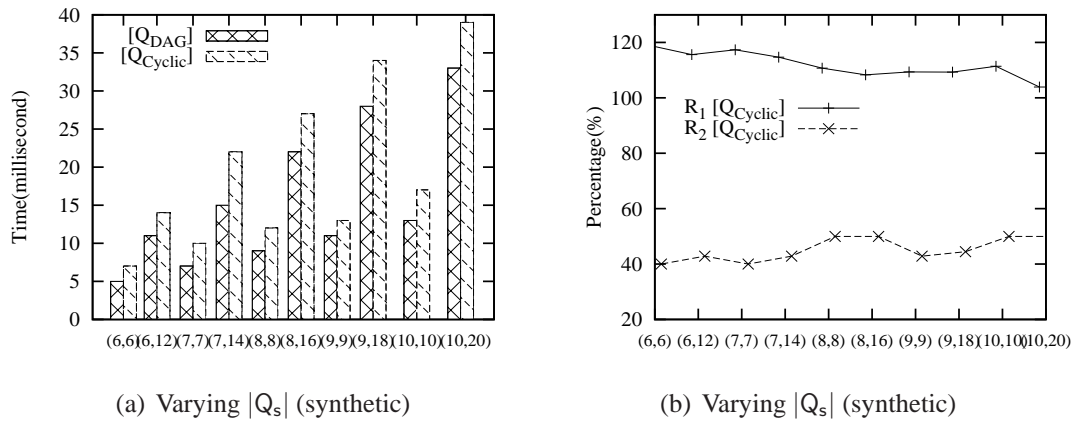 40
35
30
25
20
15
10
5
0
Time(millisecond)
[Q_DAG]
[Q_Cyclic]
(6,6) (6,12) (7,7) (7,14) (8,8) (8,16) (9,9) (9,18) (10,10) (10,20)
(a) Varying |Q_s| (synthetic)
120
100
80
60
40
20
Percentage(%)
R_1 [Q_Cyclic]
R_2 [Q_Cyclic]
(6,6) (6,12) (7,7) (7,14) (8,8) (8,16) (9,9) (9,18) (10,10) (10,20)
(b) Varying |Q_s| (synthetic)